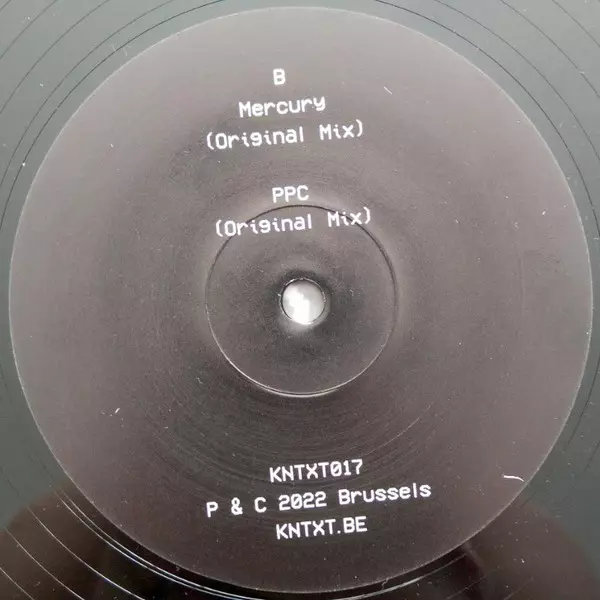 B
Mercury
(Original Mix)
PPC
(Original Mix)
KNTXT017
P & C 2022 Brussels
KNTXT.BE